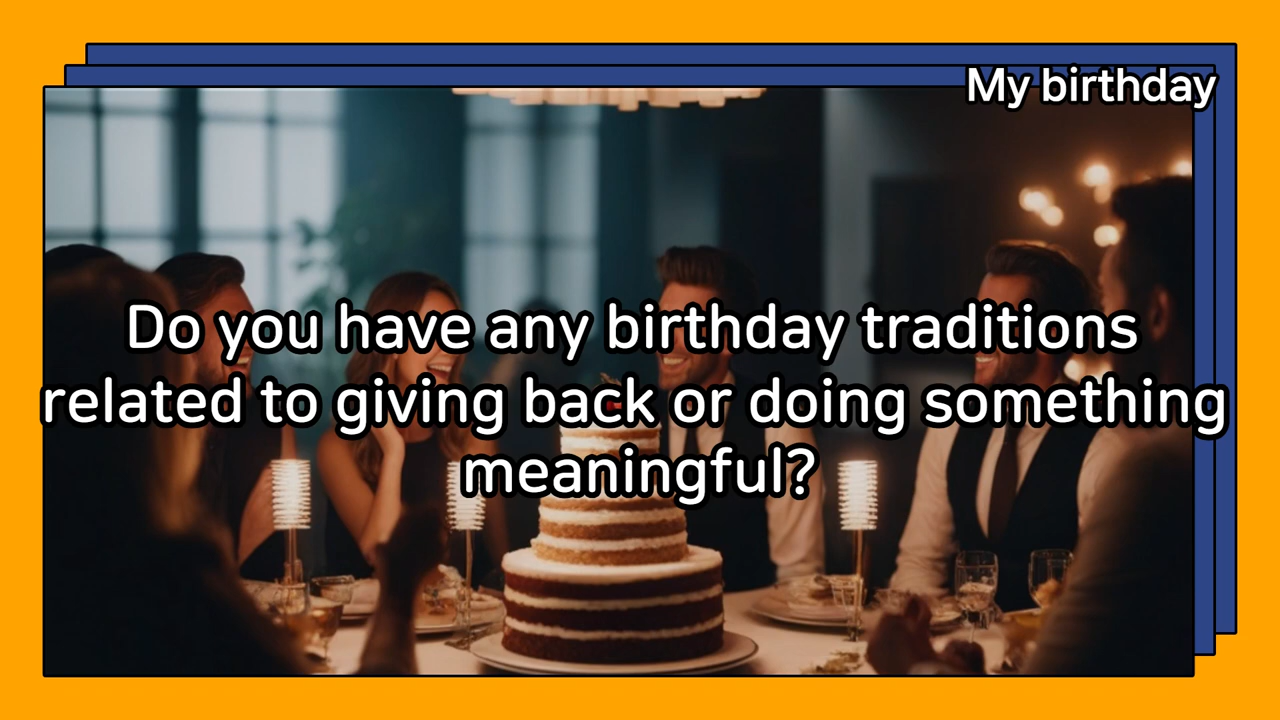 My birthday
Do you have any birthday traditions
related to giving back or doing something
meaningful?